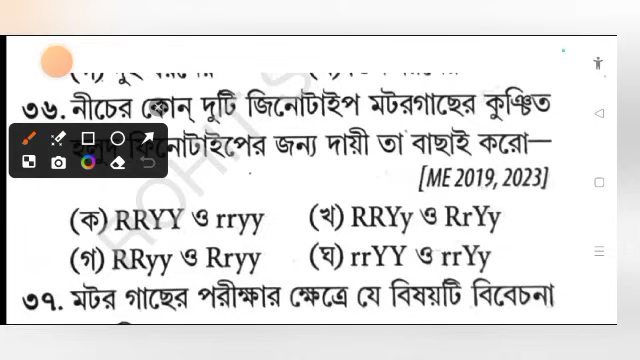 ৩৬. নীচের কোন্ দুটি জিনোটাইপ মটরগাছের কুঞ্চিত
হলুদ ফিনোটাইপের জন্য দায়ী তা বাছাই করো—
[ME 2019, 2023]
(ক) RRYY ও rryy (খ) RRYy ও RrYy
(গ) RRyy ও Rryy (ঘ) rrYY ও rrYy
৩৭. মটর গাছের পরীক্ষার ক্ষেত্রে যে বিষয়টি বিবেচনা